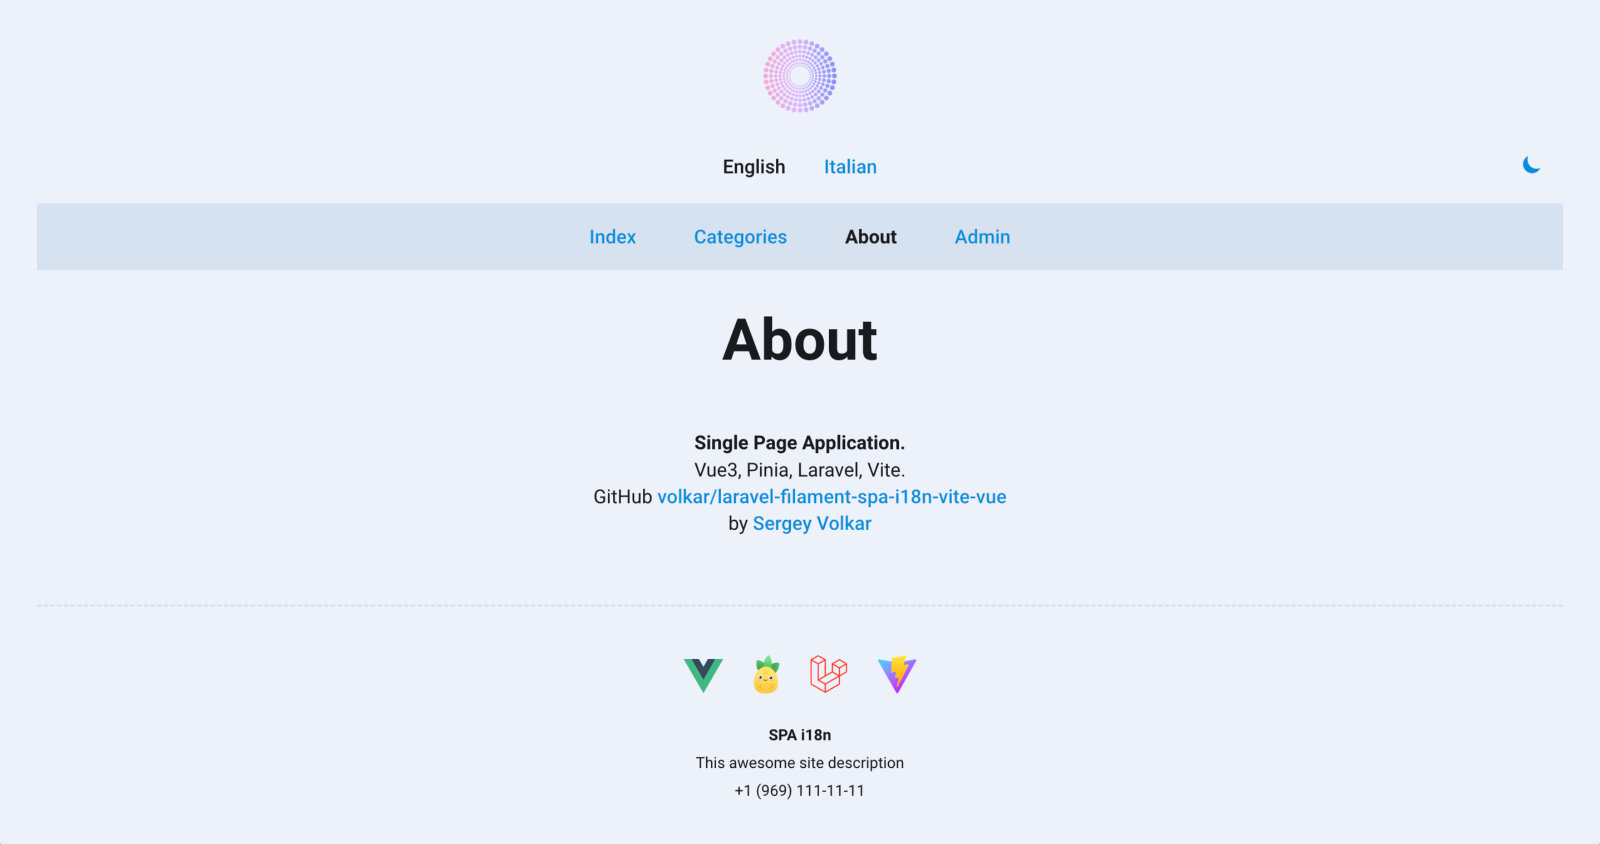 English Italian
Index Categories About Admin
About
Single Page Application.
Vue3, Pinia, Laravel, Vite.
GitHub volkar/laravel-filament-spa-i18n-vite-vue
by Sergey Volkar
SPA i18n
This awesome site description
+1 (969) 111-11-11